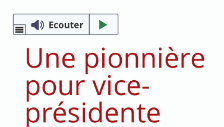 Ecouter
Une pionnière
pour vice-
présidente